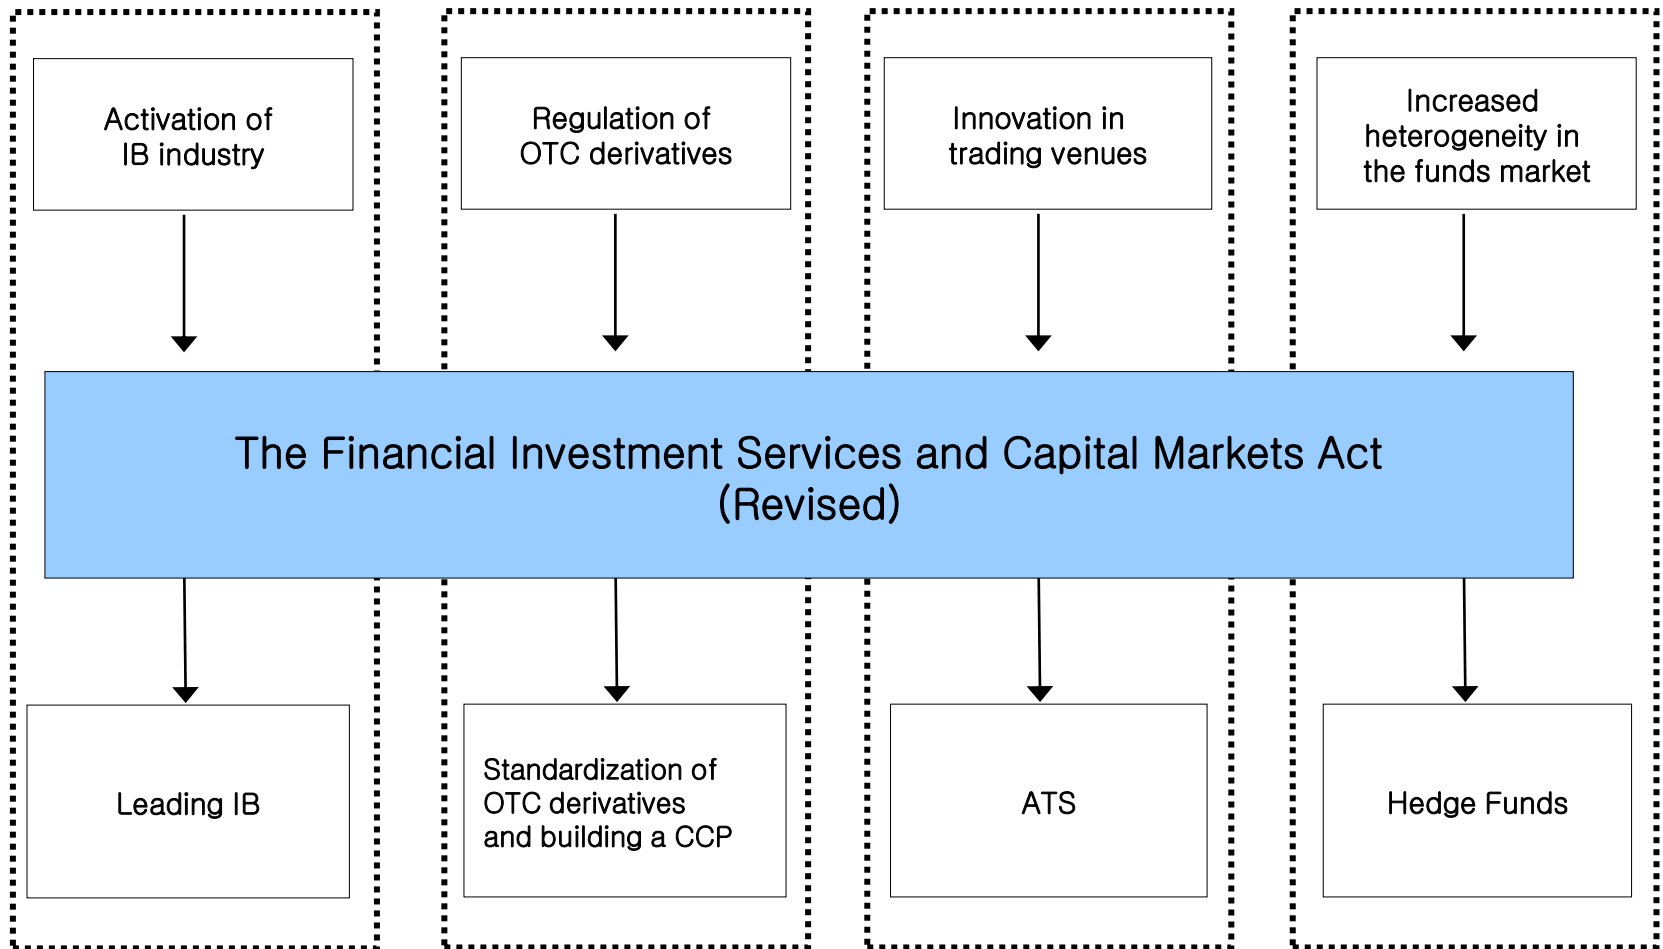 Activation of
IB industry
Regulation of
OTC derivatives
Innovation in
trading venues
Increased
heterogeneity in
the funds market
The Financial Investment Services and Capital Markets Act
(Revised)
Leading IB
Standardization of
OTC derivatives
and building a CCP
ATS
Hedge Funds